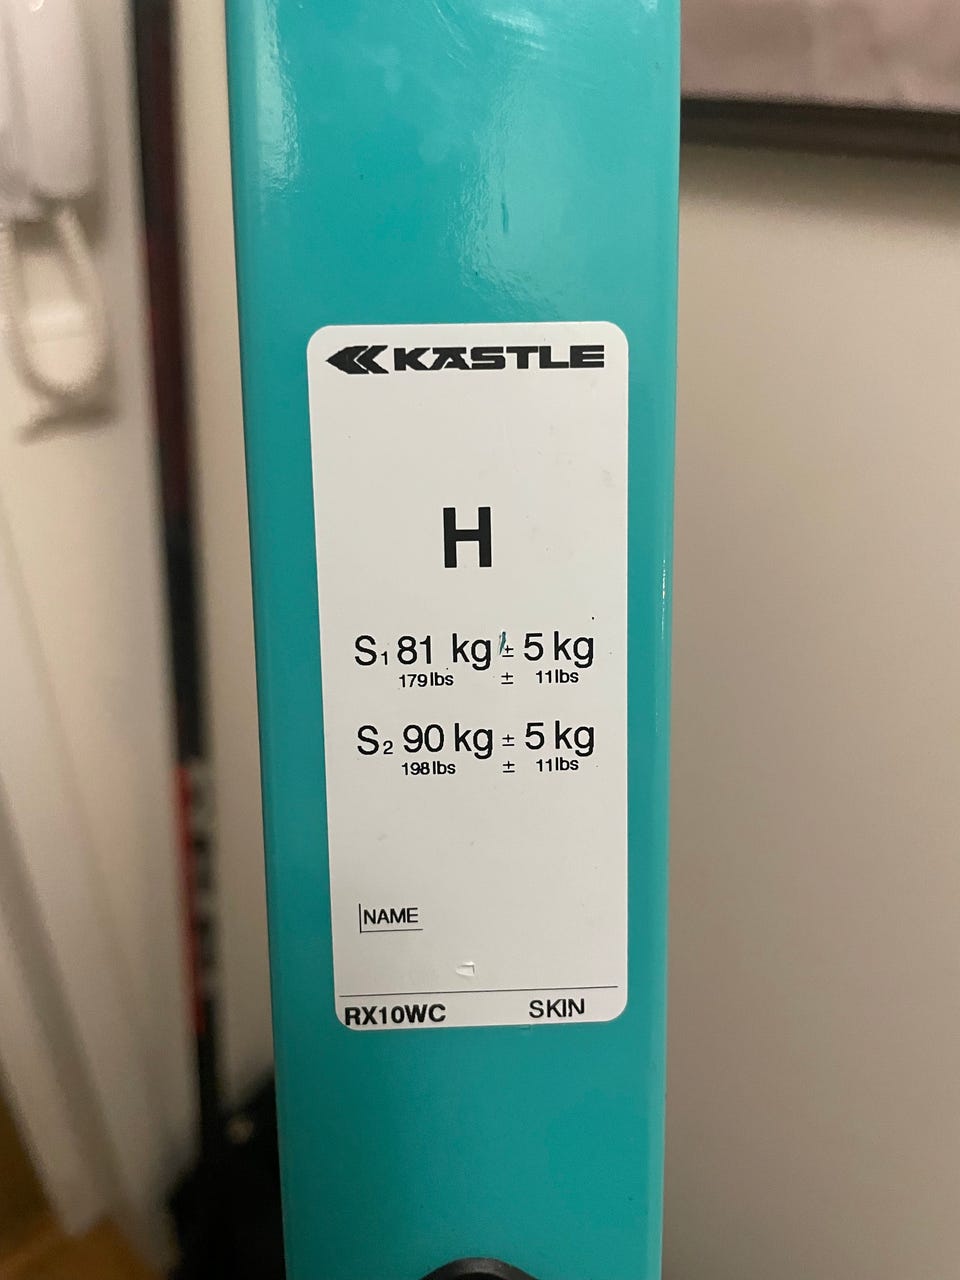 KÄSTLE
H
S1 81 kg ± 5 kg
179 lbs ± 11 lbs
S2 90 kg ± 5 kg
198 lbs ± 11 lbs
NAME
RX10WC SKIN